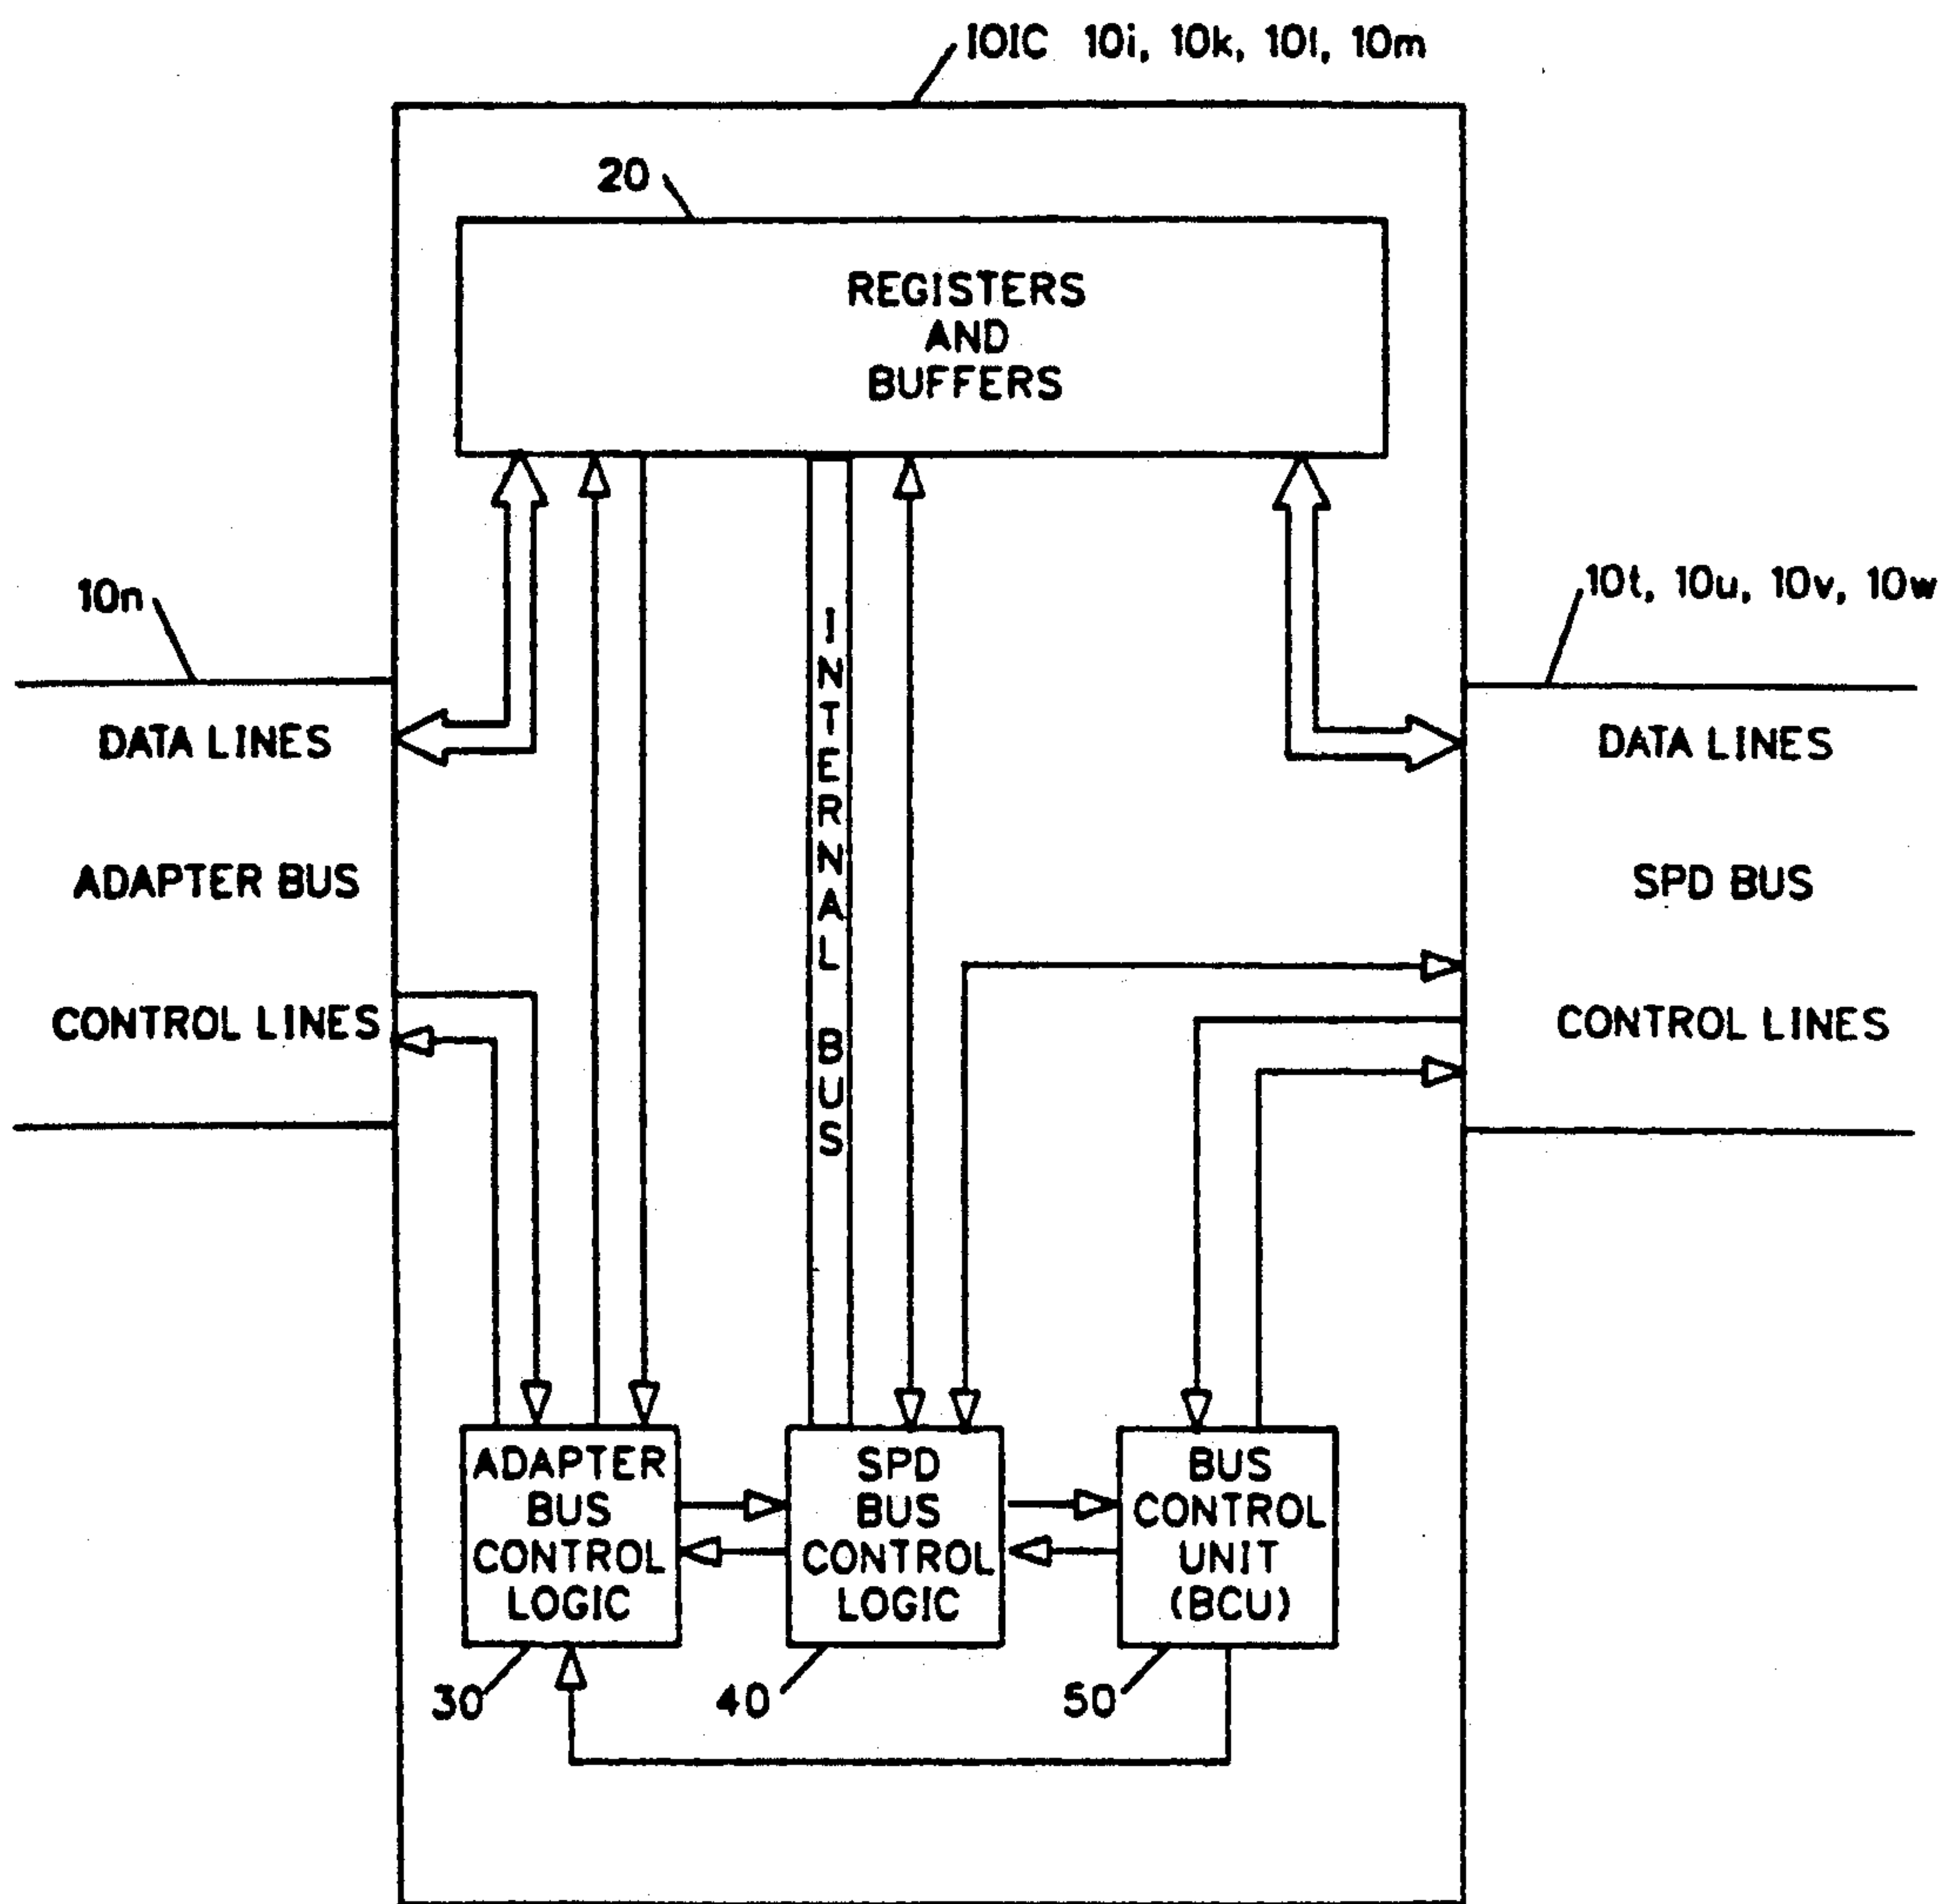 IOIC 10i, 10k, 10l, 10m
20
REGISTERS
AND
BUFFERS
10n
10t, 10u, 10v, 10w
DATA LINES
ADAPTER BUS
CONTROL LINES
INTERNAL BUS
DATA LINES
SPD BUS
CONTROL LINES
ADAPTER
BUS
CONTROL
LOGIC
SPD
BUS
CONTROL
LOGIC
BUS
CONTROL
UNIT
(BCU)
30
40
50